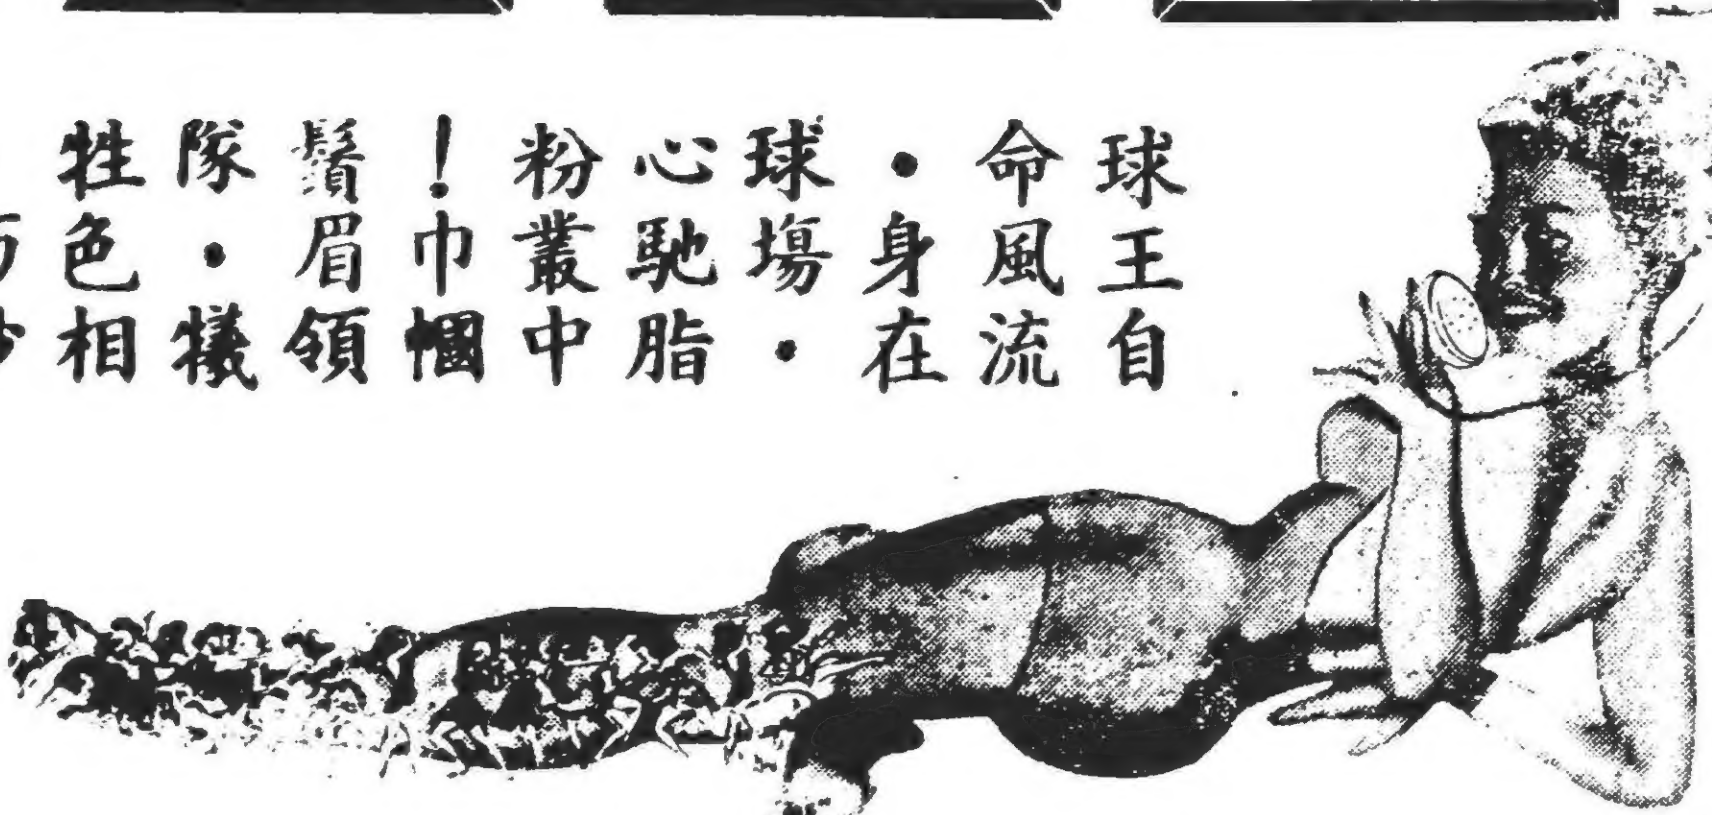 球王自
命風流
・身在
球場・
心馳脂
粉叢中
！巾幗
鬚眉領
隊・犧
牲色相